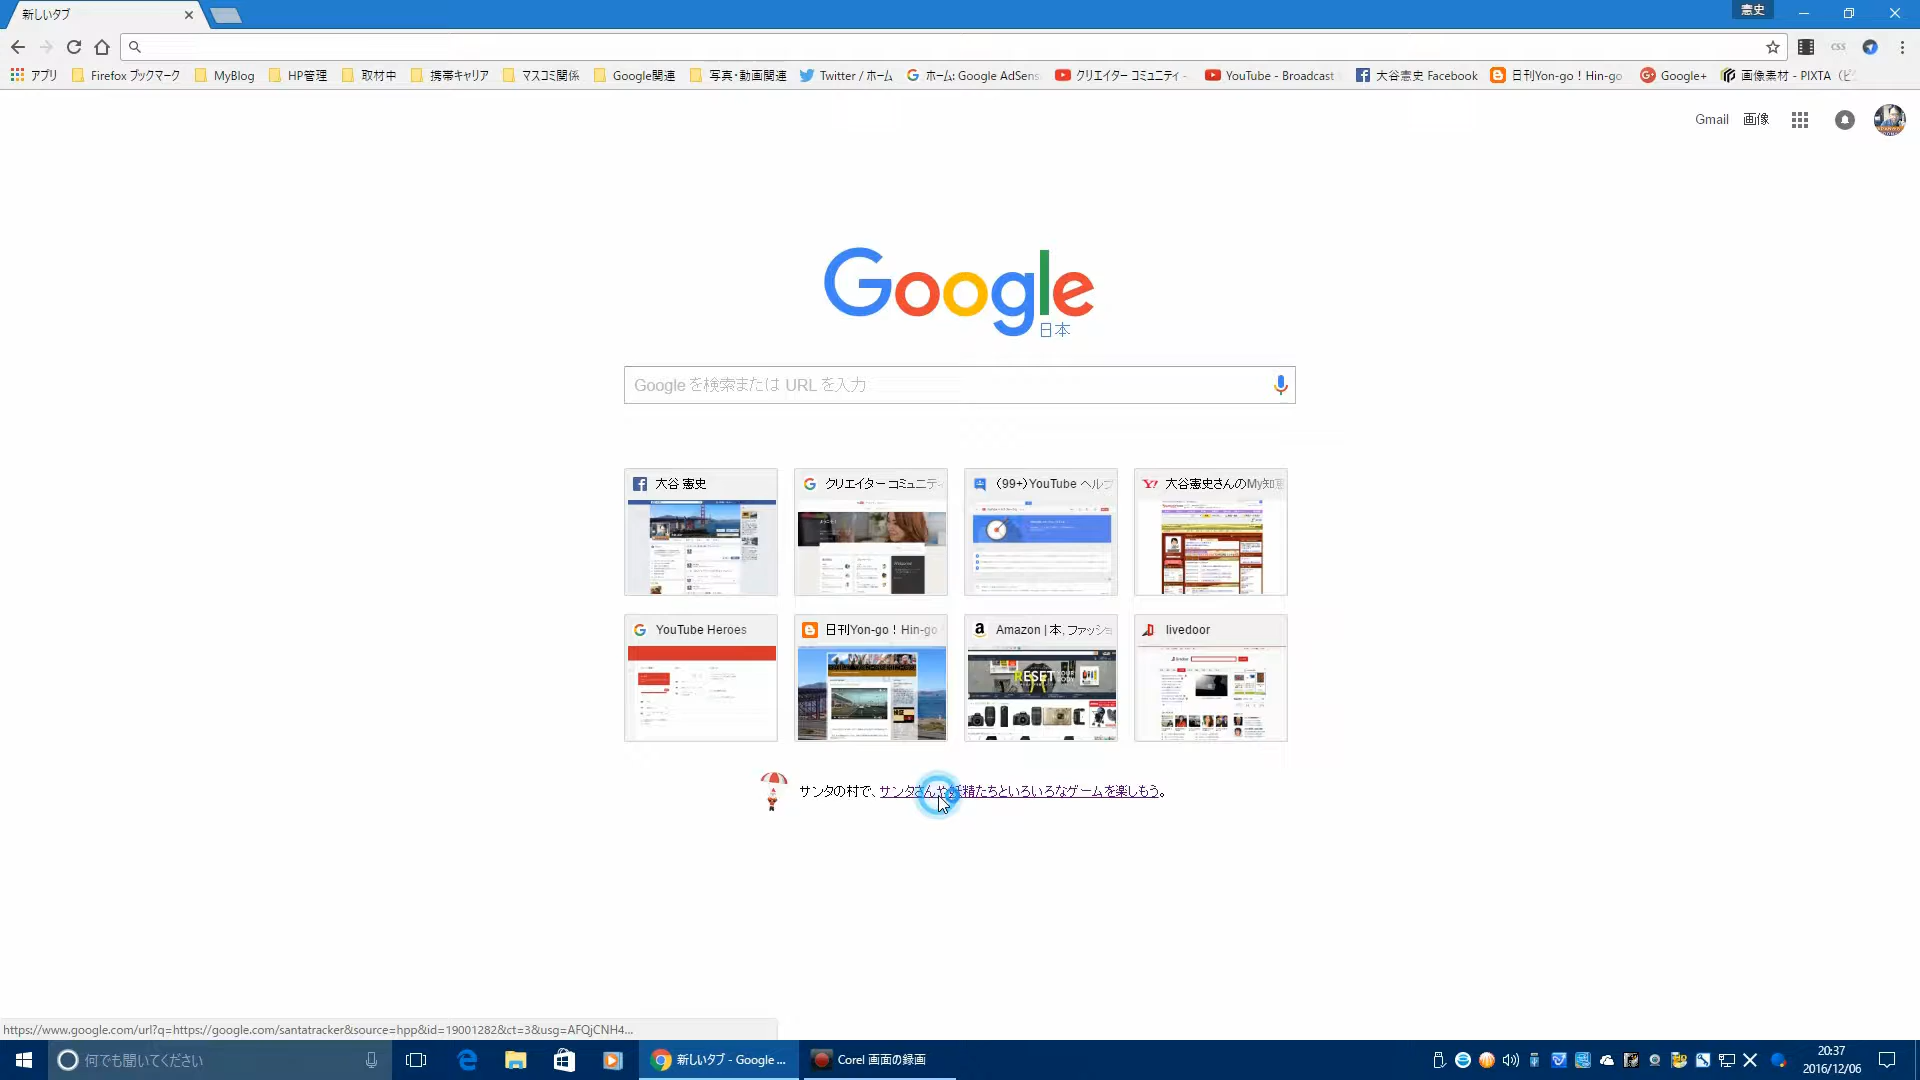 新しいタブ
憲史
アプリ
Firefox ブックマーク
MyBlog
HP管理
取材中
携帯キャリア
マスコミ関係
Google関連
写真・動画関連
Twitter / ホーム
ホーム: Google AdSens
クリエイター コミュニティ -
YouTube - Broadcast
大谷憲史 Facebook
日刊Yon-go！Hin-go
Google+
画像素材 - PIXTA（ピ
CSS
Gmail
画像
Google
日本
Google を検索または URL を入力
大谷 憲史
クリエイター コミュニティ
(99+)YouTube ヘルプ
大谷憲史さんのMy知恵
YouTube Heroes
日刊Yon-go！Hin-go
Amazon | 本, ファッショ
livedoor
RESET
サンタの村で、サンタさんや妖精たちといろいろなゲームを楽しもう。
https://www.google.com/url?q=https://google.com/santatracker&source=hpp&id=19001282&ct=3&usg=AFQjCNH4...
何でも聞いてください
新しいタブ - Google ...
Corel 画面の録画
20:37
2016/12/06